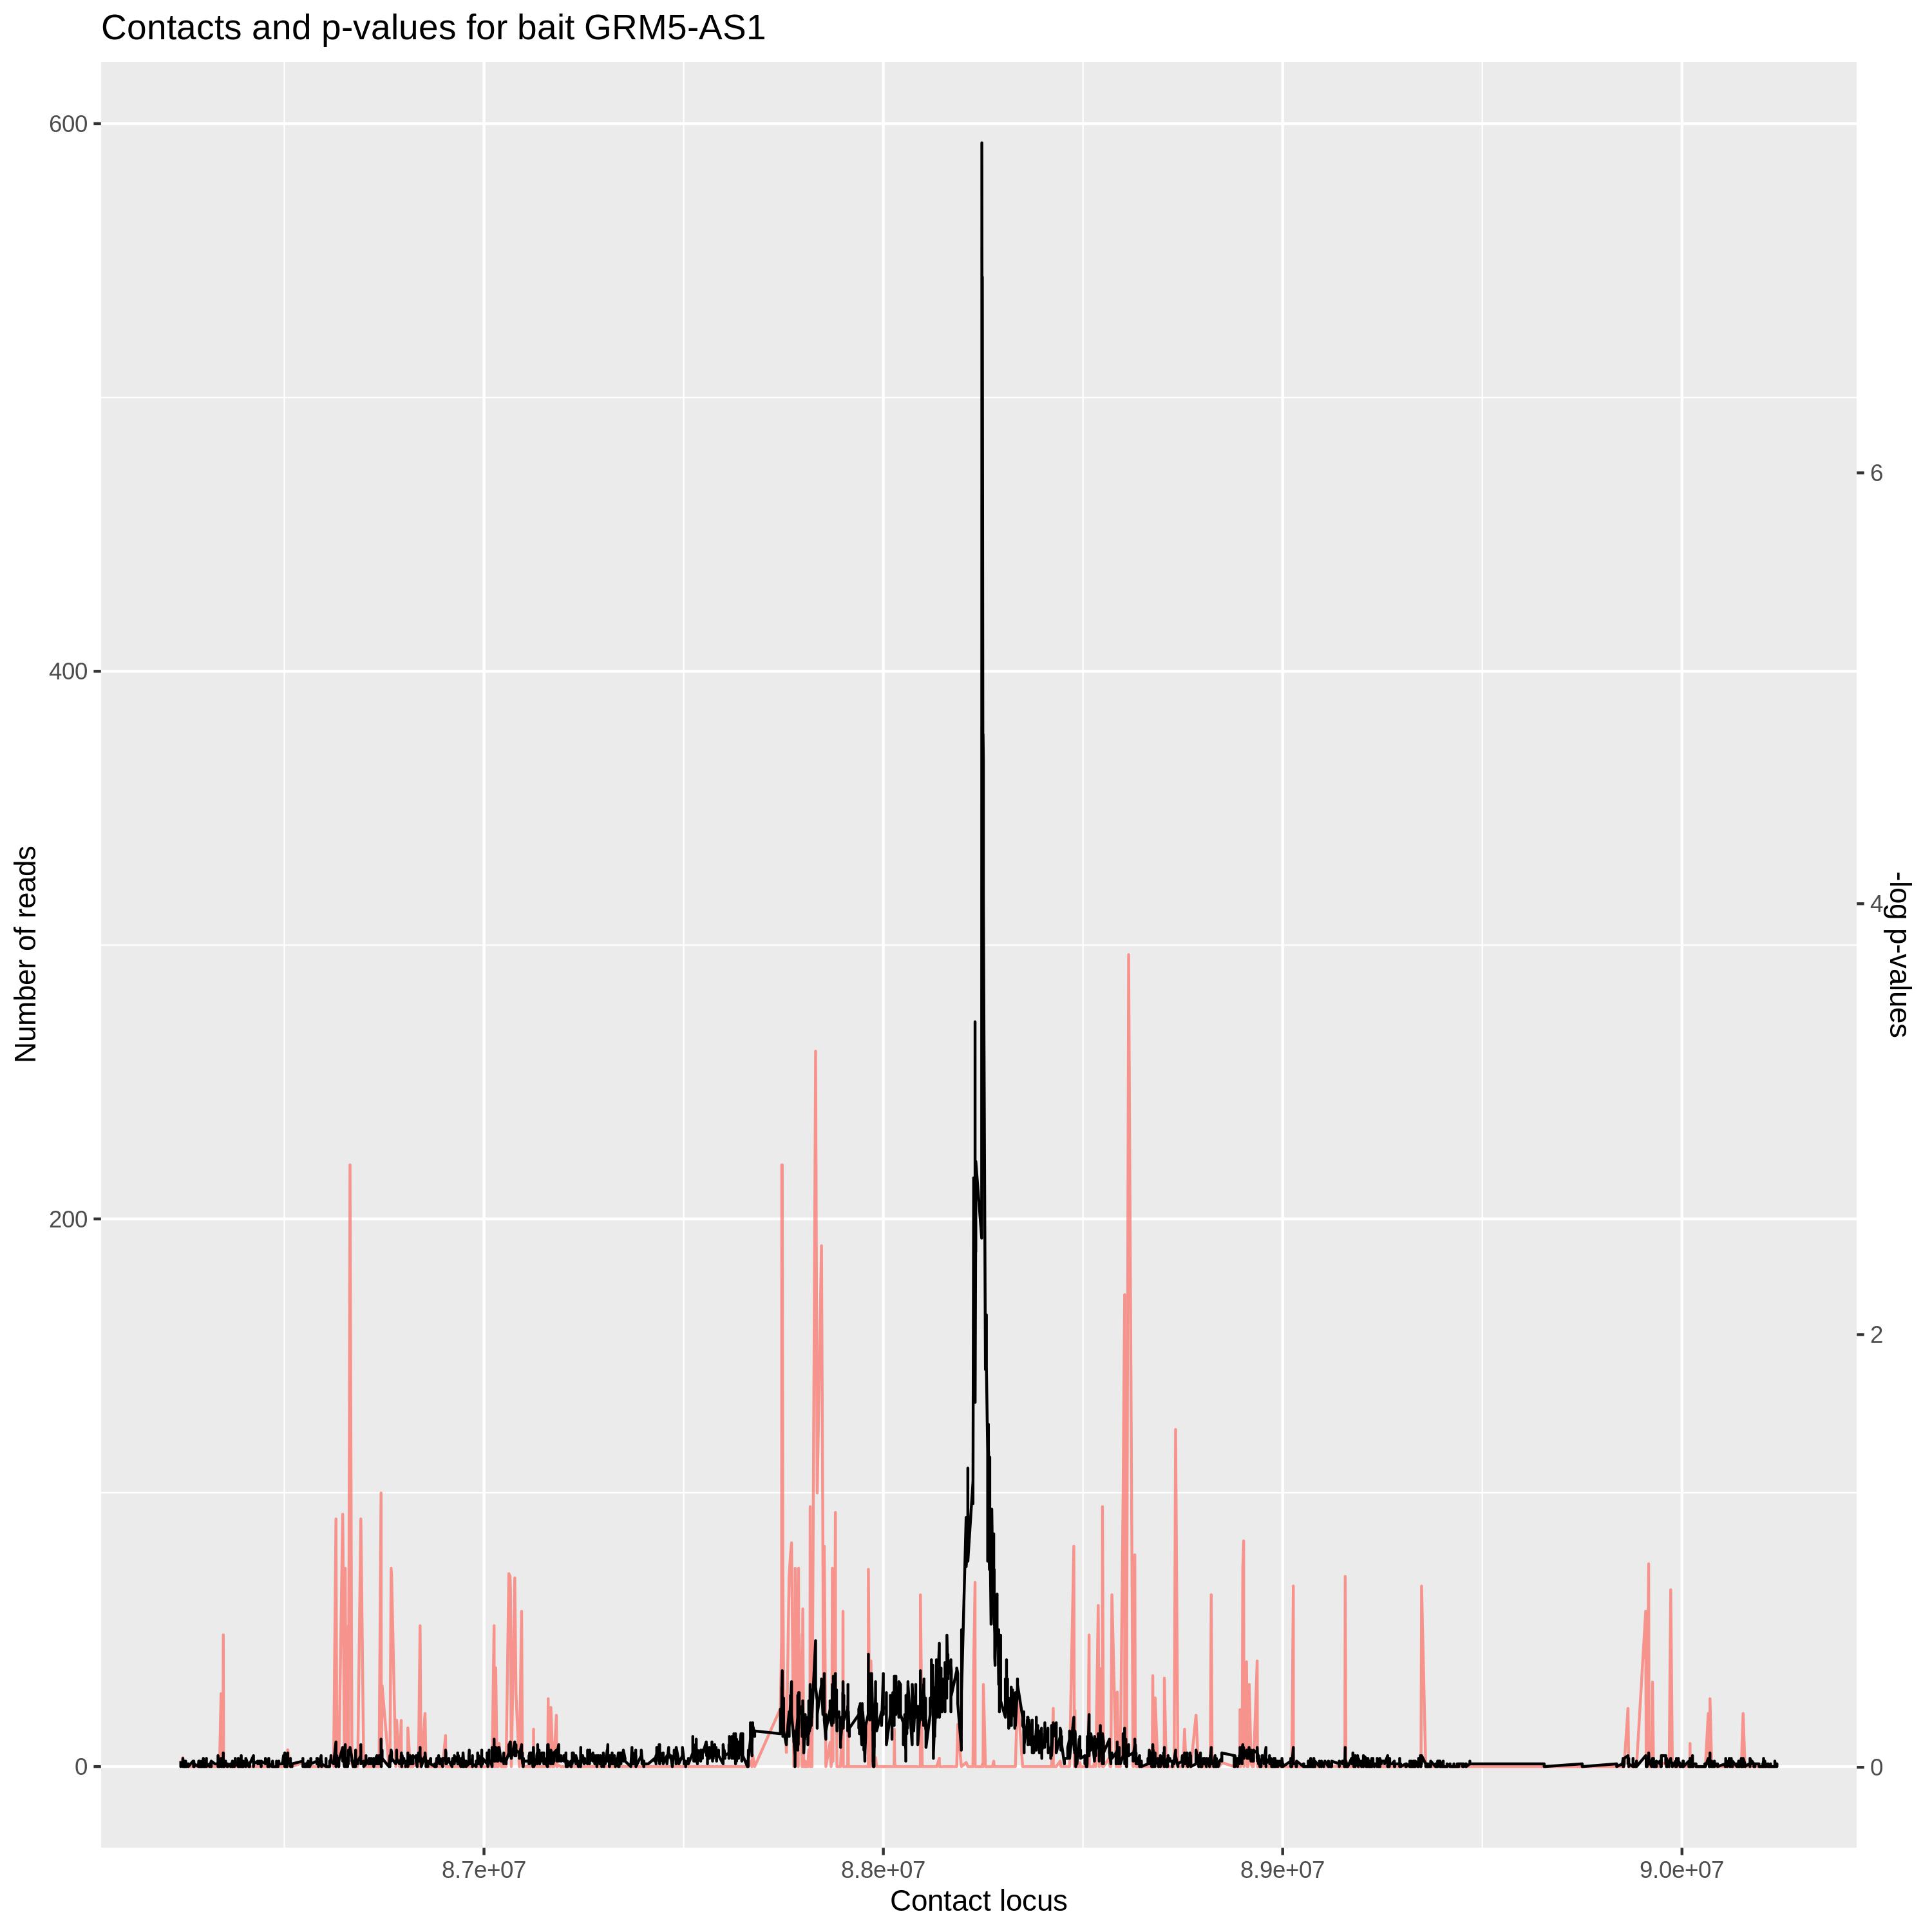 Contacts and p-values for bait GRM5-AS1
600
400
200
0
Number of reads
6
4
2
0
-log p-values
8.7e+07
8.8e+07
8.9e+07
9.0e+07
Contact locus